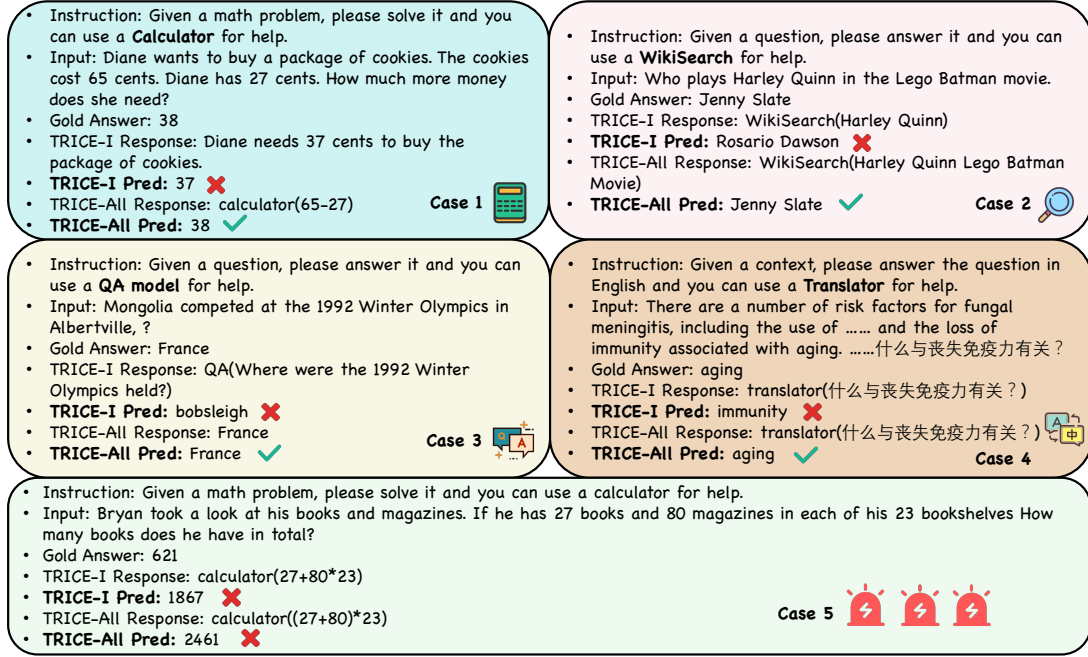 • Instruction: Given a math problem, please solve it and you
can use a Calculator for help.
• Input: Diane wants to buy a package of cookies. The cookies
cost 65 cents. Diane has 27 cents. How much more money
does she need?
• Gold Answer: 38
• TRICE-I Response: Diane needs 37 cents to buy the
package of cookies.
• TRICE-I Pred: 37
• TRICE-All Response: calculator(65-27)
• TRICE-All Pred: 38
Case 1
• Instruction: Given a question, please answer it and you can
use a WikiSearch for help.
• Input: Who plays Harley Quinn in the Lego Batman movie.
• Gold Answer: Jenny Slate
• TRICE-I Response: WikiSearch(Harley Quinn)
• TRICE-I Pred: Rosario Dawson
• TRICE-All Response: WikiSearch(Harley Quinn Lego Batman
Movie)
• TRICE-All Pred: Jenny Slate
Case 2
• Instruction: Given a question, please answer it and you can
use a QA model for help.
• Input: Mongolia competed at the 1992 Winter Olympics in
Albertville, ?
• Gold Answer: France
• TRICE-I Response: QA(Where were the 1992 Winter
Olympics held?)
• TRICE-I Pred: bobsleigh
• TRICE-All Response: France
• TRICE-All Pred: France
Case 3
Q
A
• Instruction: Given a context, please answer the question in
English and you can use a Translator for help.
• Input: There are a number of risk factors for fungal
meningitis, including the use of …… and the loss of
immunity associated with aging. ……什么与丧失免疫力有关？
• Gold Answer: aging
• TRICE-I Response: translator(什么与丧失免疫力有关？)
• TRICE-I Pred: immunity
• TRICE-All Response: translator(什么与丧失免疫力有关？)
• TRICE-All Pred: aging
Case 4
A
中
• Instruction: Given a math problem, please solve it and you can use a calculator for help.
• Input: Bryan took a look at his books and magazines. If he has 27 books and 80 magazines in each of his 23 bookshelves How
many books does he have in total?
• Gold Answer: 621
• TRICE-I Response: calculator(27+80*23)
• TRICE-I Pred: 1867
• TRICE-All Response: calculator((27+80)*23)
• TRICE-All Pred: 2461
Case 5